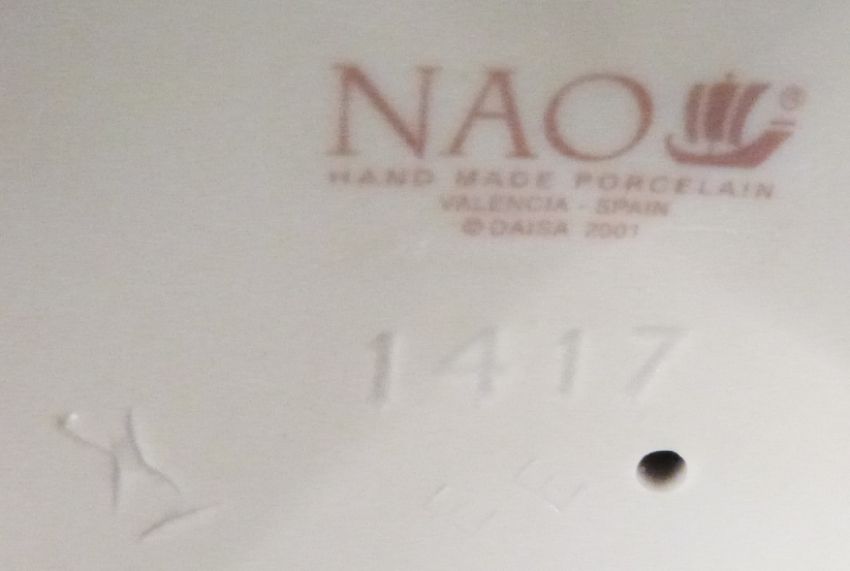 NAO ®
HAND MADE PORCELAIN
VALENCIA - SPAIN
© DAISA 2001
1417